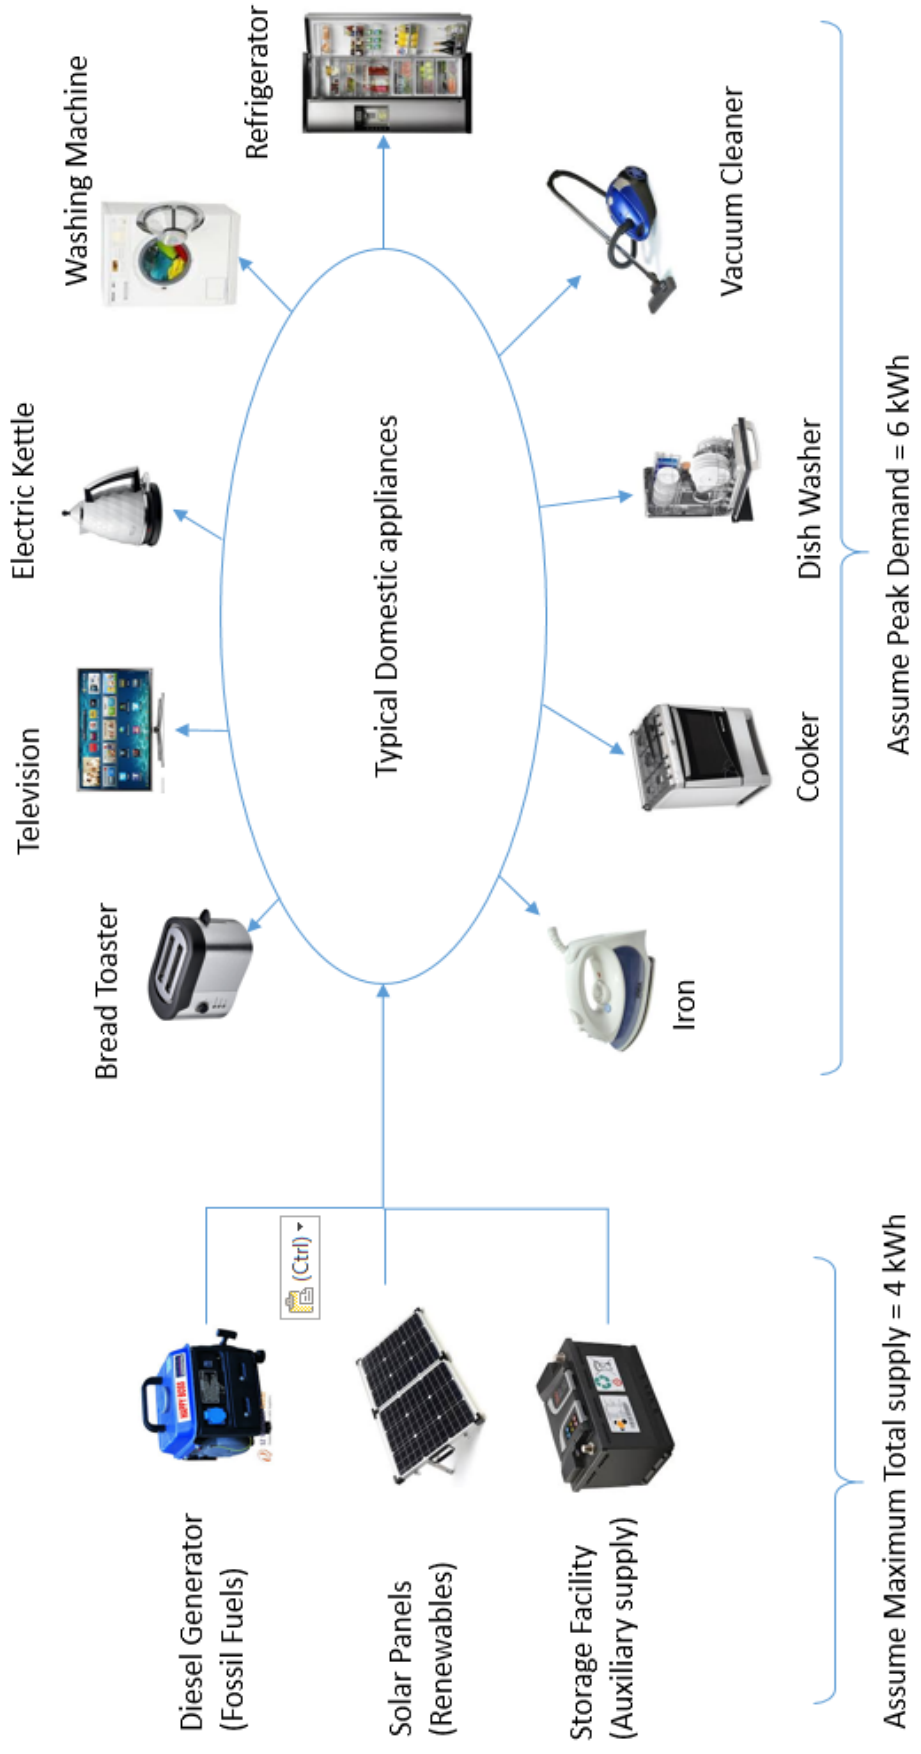 Diesel Generator
(Fossil Fuels)
Solar Panels
(Renewables)
Storage Facility
(Auxiliary supply)
Assume Maximum Total supply = 4 kWh
(Ctrl)
HAPPY BOSS
Bread Toaster
Television
Electric Kettle
Washing Machine
Refrigerator
Typical Domestic appliances
Iron
Cooker
Dish Washer
Vacuum Cleaner
Assume Peak Demand = 6 kWh